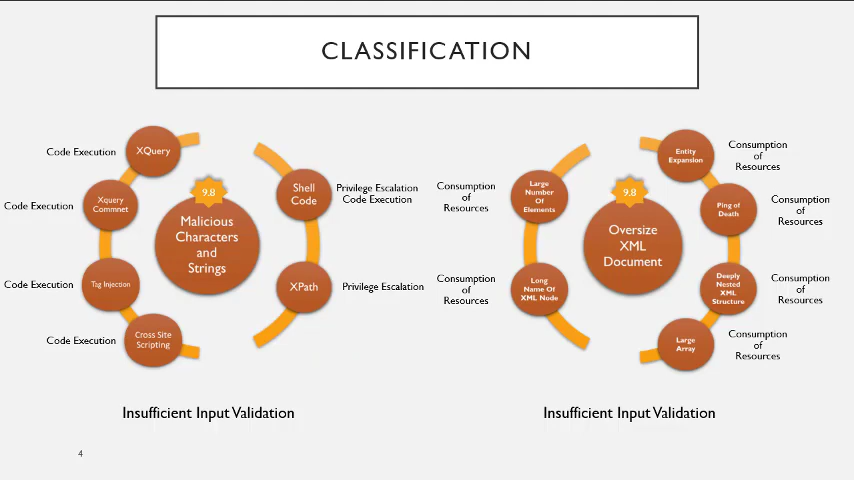 CLASSIFICATION
Code Execution
XQuery
Code Execution
Xquery
Commnet
Code Execution
Tag Injection
Code Execution
Cross Site
Scripting
9.8
Malicious
Characters
and
Strings
Shell
Code
Privilege Escalation
Code Execution
XPath
Privilege Escalation
Insufficient Input Validation
Consumption
of
Resources
Large
Number
Of
Elements
Consumption
of
Resources
Long
Name Of
XML Node
9.8
Oversize
XML
Document
Entity
Expansion
Consumption
of
Resources
Ping of
Death
Consumption
of
Resources
Deeply
Nested
XML
Structure
Consumption
of
Resources
Large
Array
Consumption
of
Resources
Insufficient Input Validation
4